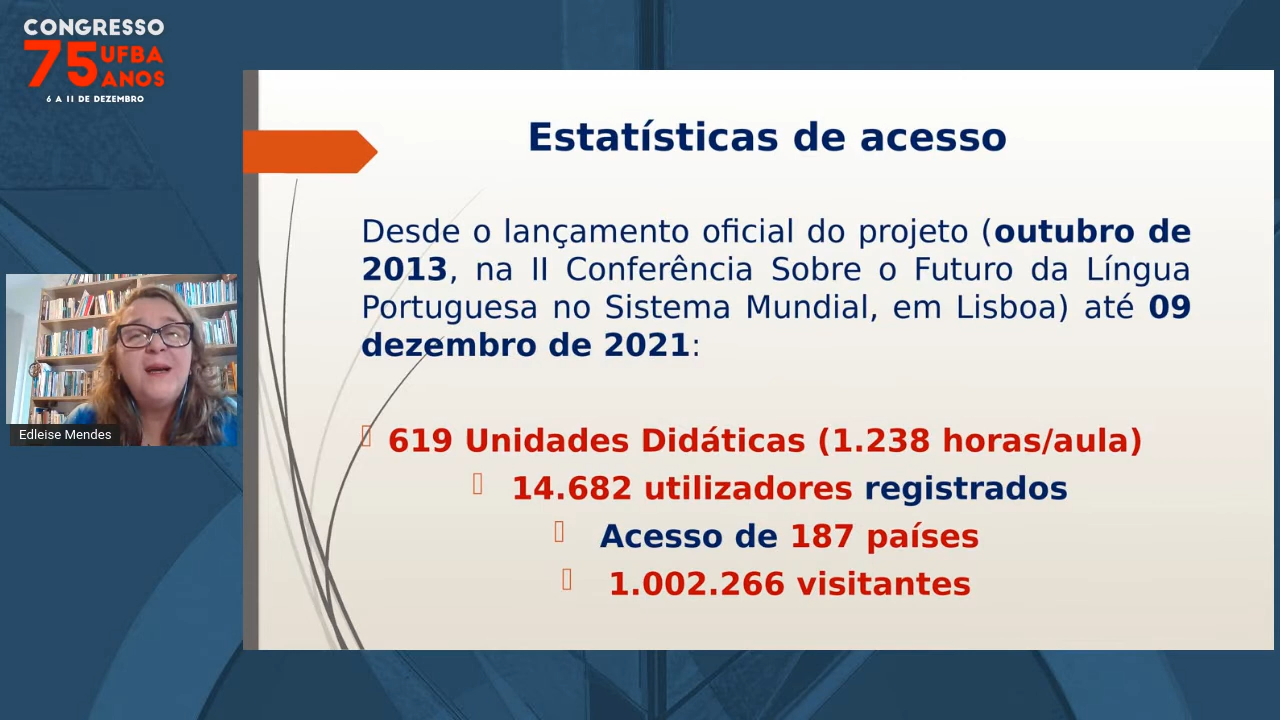 CONGRESSO
75 UFBA
ANOS
6 A 11 DE DEZEMBRO
Estatísticas de acesso
Desde o lançamento oficial do projeto (outubro de
2013, na II Conferência Sobre o Futuro da Língua
Portuguesa no Sistema Mundial, em Lisboa) até 09
dezembro de 2021:
619 Unidades Didáticas (1.238 horas/aula)
14.682 utilizadores registrados
Acesso de 187 países
1.002.266 visitantes
Edleise Mendes